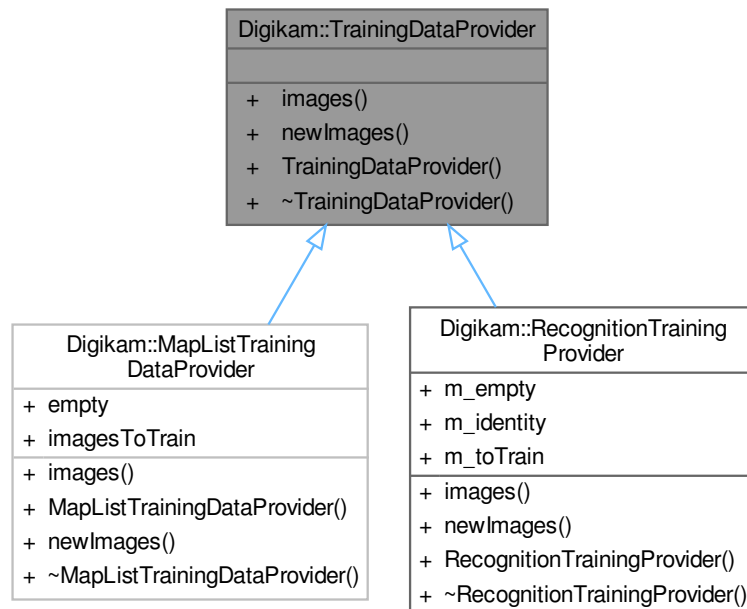 Digikam::TrainingDataProvider
+ images()
+ newImages()
+ TrainingDataProvider()
+ ~TrainingDataProvider()
Digikam::MapListTraining
DataProvider
+ empty
+ imagesToTrain
+ images()
+ MapListTrainingDataProvider()
+ newImages()
+ ~MapListTrainingDataProvider()
Digikam::RecognitionTraining
Provider
+ m_empty
+ m_identity
+ m_toTrain
+ images()
+ newImages()
+ RecognitionTrainingProvider()
+ ~RecognitionTrainingProvider()